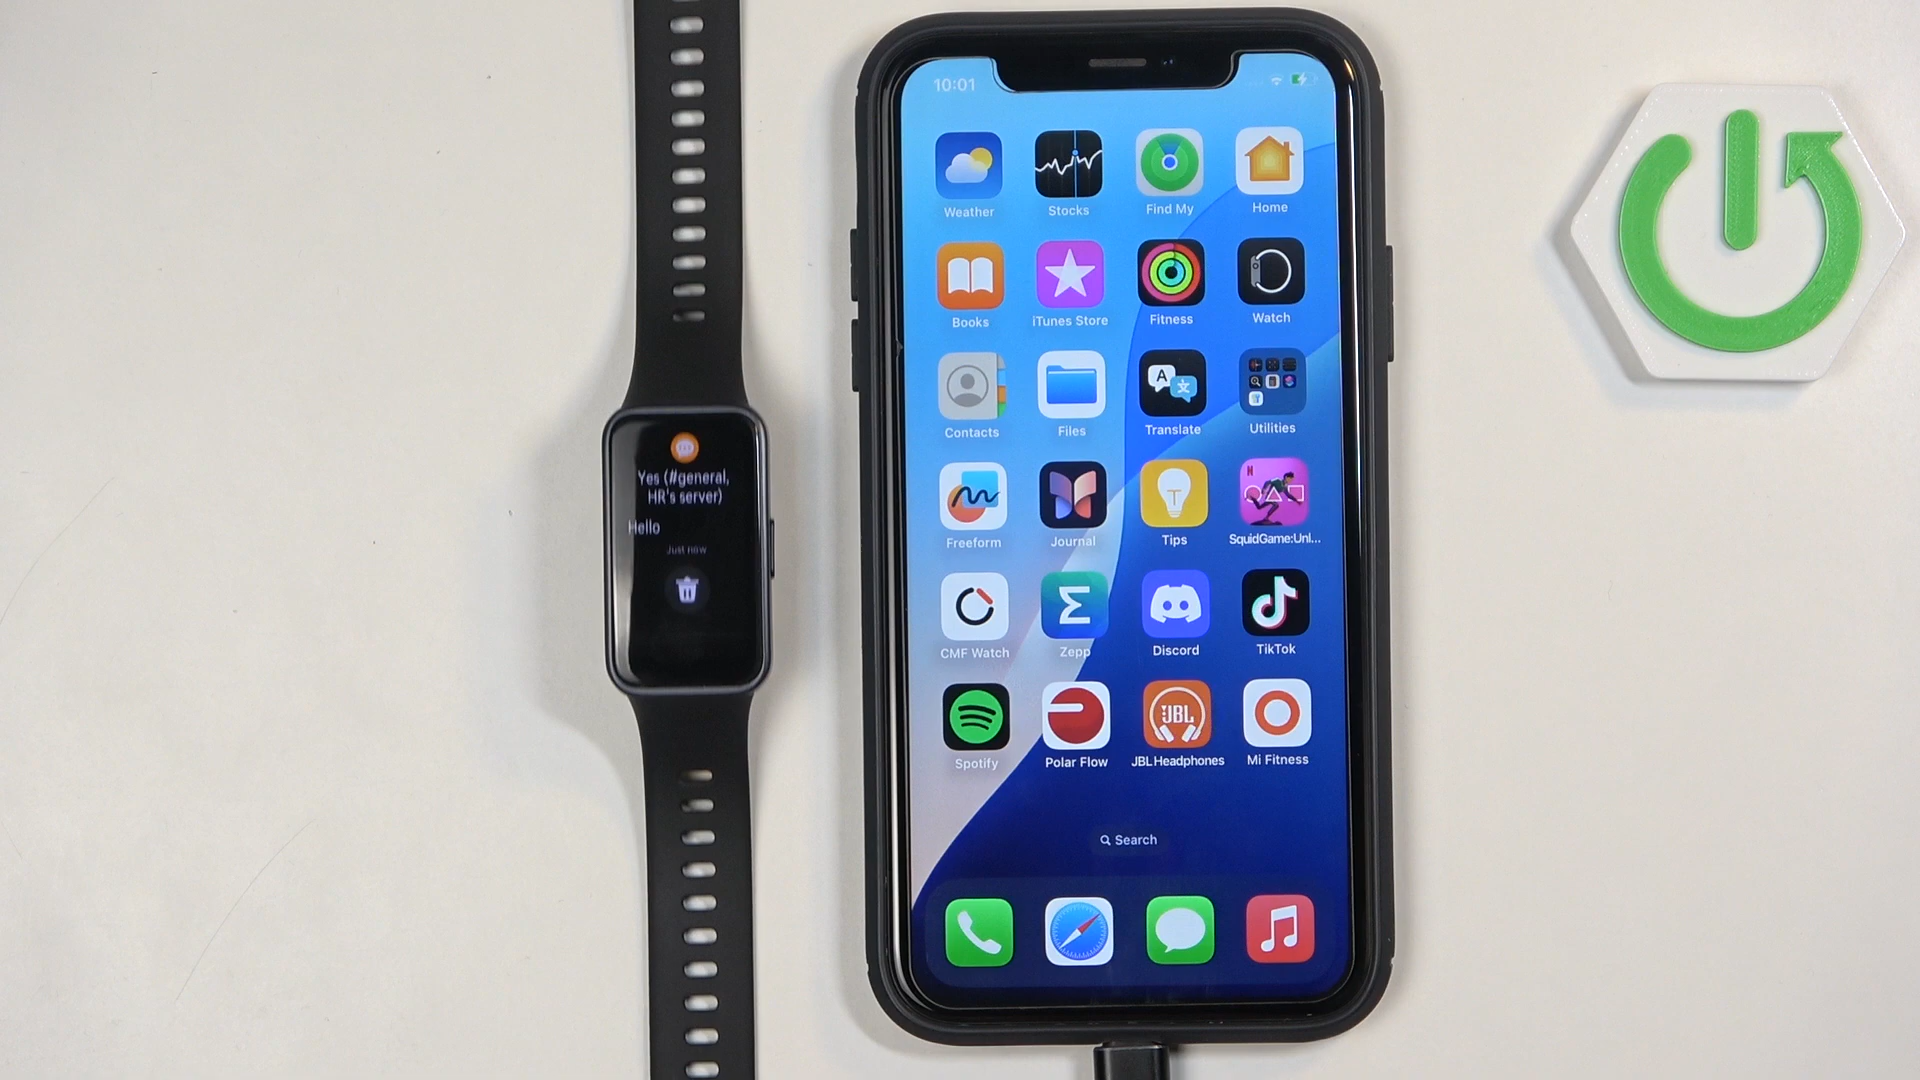 Yes (#general,
HR's server)
Hello
Just now
10:01
Weather
Stocks
Find My
Home
Books
iTunes Store
Fitness
Watch
Contacts
Files
Translate
Utilities
Freeform
Journal
Tips
SquidGame:Unl...
CMF Watch
Zepp
Discord
TikTok
Spotify
Polar Flow
JBL
JBL Headphones
Mi Fitness
Search